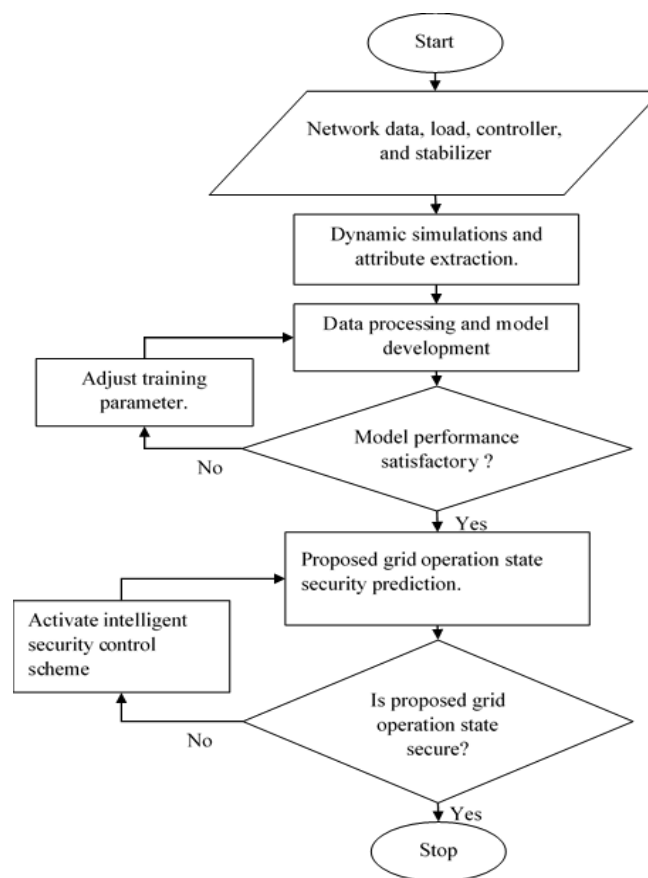 Start
Network data, load, controller,
and stabilizer
Dynamic simulations and
attribute extraction.
Data processing and model
development
Adjust training
parameter.
Model performance
satisfactory ?
No
Yes
Proposed grid operation state
security prediction.
Activate intelligent
security control
scheme
Is proposed grid
operation state
secure?
No
Yes
Stop